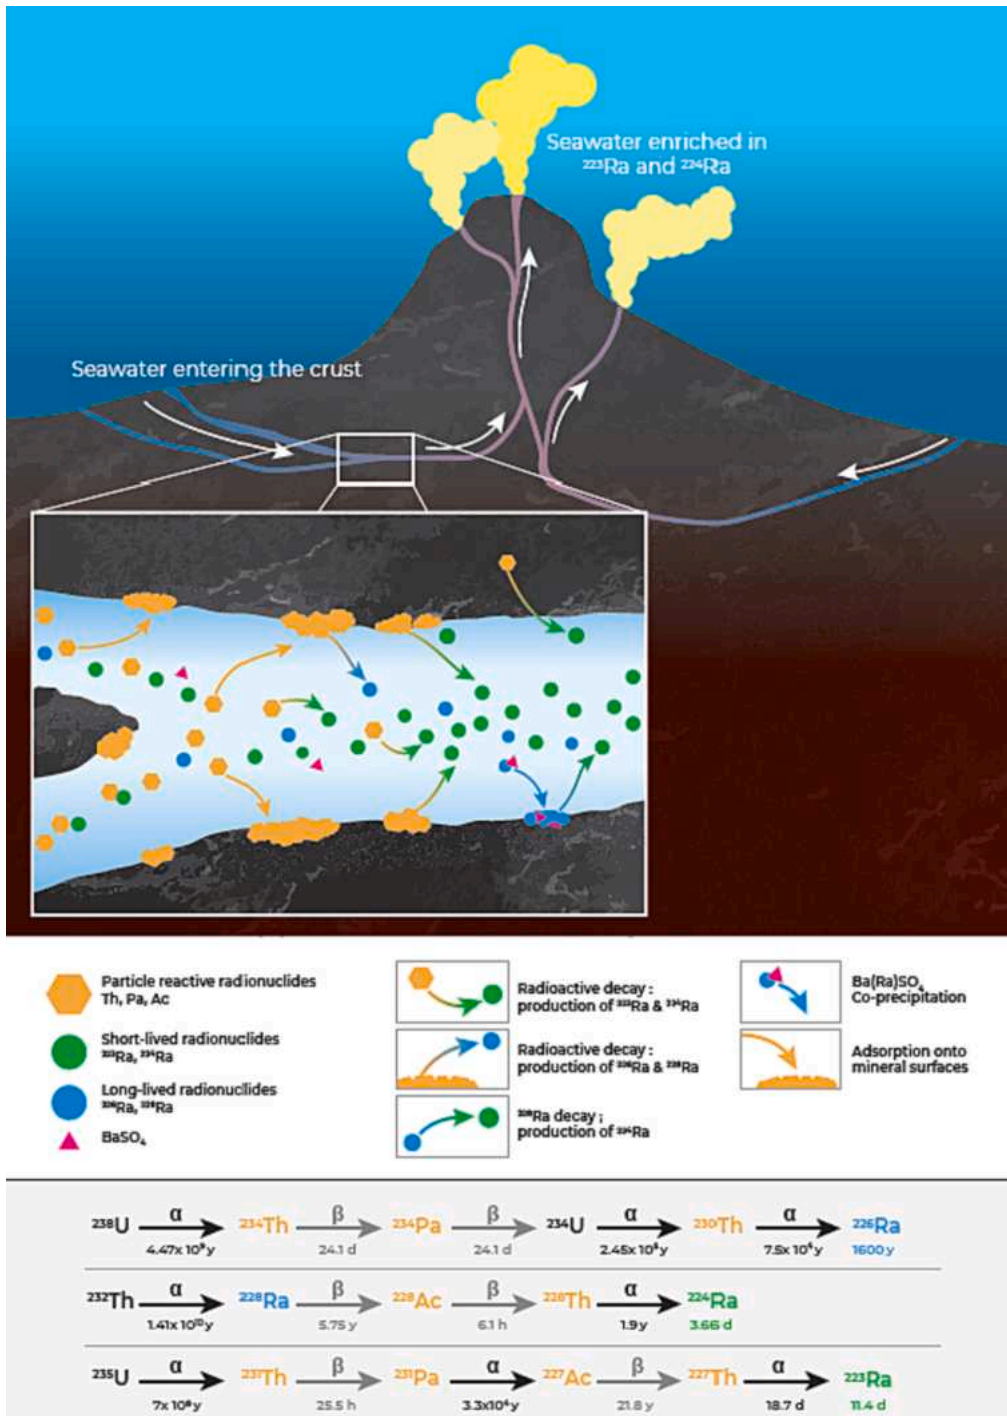 Seawater enriched in
²²³Ra and ²²⁴Ra
Seawater entering the crust
Particle reactive radionuclides
Th, Pa, Ac
Short-lived radionuclides
²²³Ra, ²²⁴Ra
Long-lived radionuclides
²²⁶Ra, ²²⁸Ra
BaSO₄
Radioactive decay :
production of ²²³Ra & ²²⁴Ra
Radioactive decay :
production of ²²⁶Ra & ²²⁸Ra
²²⁸Ra decay ;
production of ²²⁴Ra
Ba(Ra)SO₄
Co-precipitation
Adsorption onto
mineral surfaces
²³⁸U α ²³⁴Th β ²³⁴Pa β ²³⁴U α ²³⁰Th α ²²⁶Ra
4.47x 10⁹ y 24.1 d 24.1 d 2.45x 10⁵ y 7.5x 10⁴ y 1600 y
²³²Th α ²²⁸Ra β ²²⁸Ac β ²²⁸Th α ²²⁴Ra
1.41x 10¹⁰ y 5.75 y 6.1 h 1.9 y 3.66 d
²³⁵U α ²³¹Th β ²³¹Pa α ²²⁷Ac β ²²⁷Th α ²²³Ra
7x 10⁸ y 25.5 h 3.3x10⁴ y 21.8 y 18.7 d 11.4 d